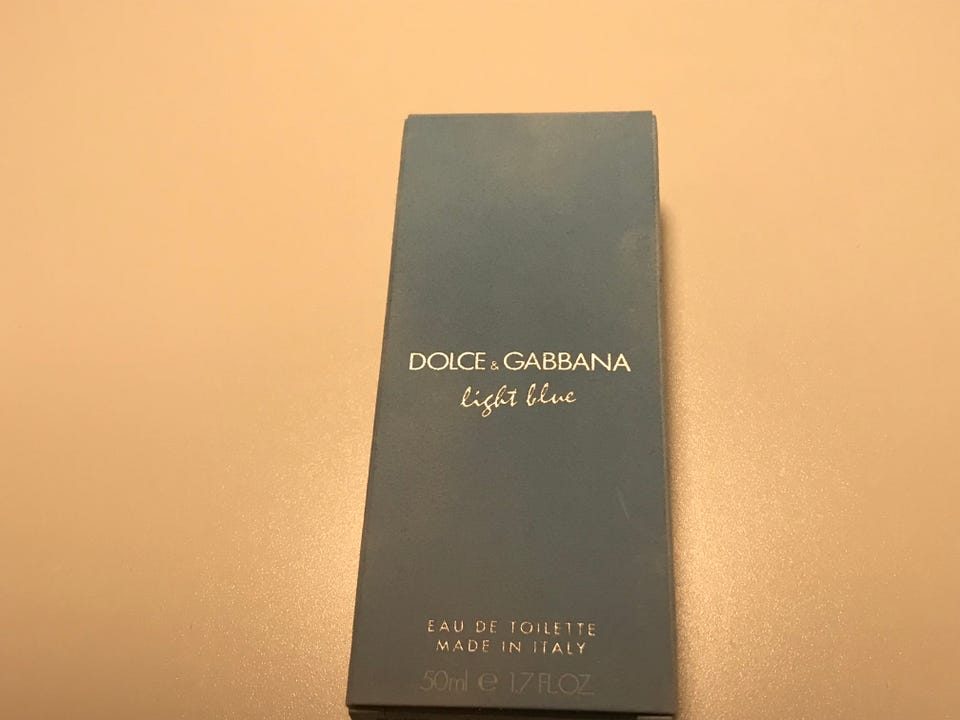 DOLCE & GABBANA
light blue
EAU DE TOILETTE
MADE IN ITALY
50ml e 1.7 FL.OZ.